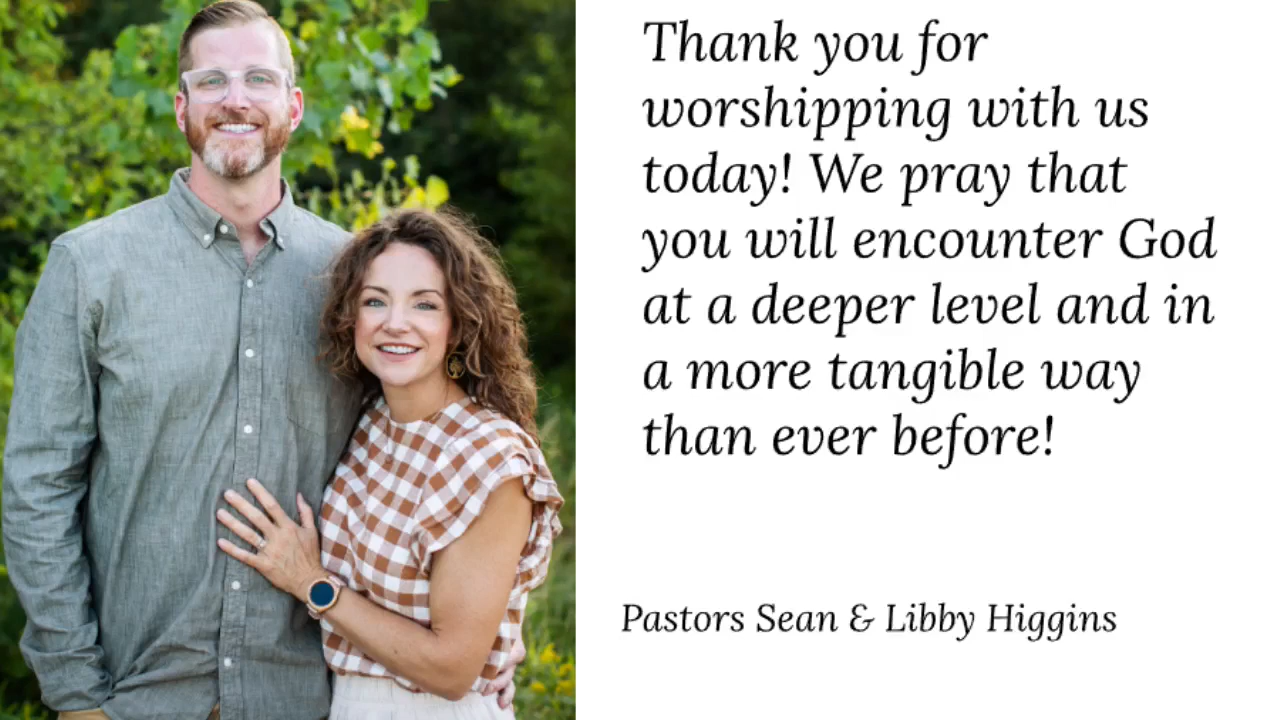 Thank you for
worshipping with us
today! We pray that
you will encounter God
at a deeper level and in
a more tangible way
than ever before!
Pastors Sean & Libby Higgins